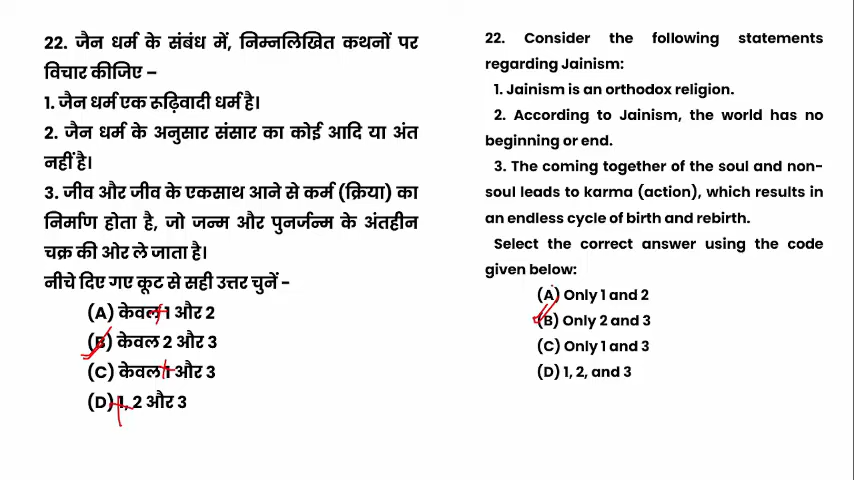 22. जैन धर्म के संबंध में, निम्नलिखित कथनों पर
विचार कीजिए –
1. जैन धर्म एक रूढ़िवादी धर्म है।
2. जैन धर्म के अनुसार संसार का कोई आदि या अंत
नहीं है।
3. जीव और जीव के एकसाथ आने से कर्म (क्रिया) का
निर्माण होता है, जो जन्म और पुनर्जन्म के अंतहीन
चक्र की ओर ले जाता है।
नीचे दिए गए कूट से सही उत्तर चुनें -
(A) केवल 1 और 2
(B) केवल 2 और 3
(C) केवल 1 और 3
(D) 1, 2 और 3
22. Consider the following statements
regarding Jainism:
1. Jainism is an orthodox religion.
2. According to Jainism, the world has no
beginning or end.
3. The coming together of the soul and non-
soul leads to karma (action), which results in
an endless cycle of birth and rebirth.
Select the correct answer using the code
given below:
(A) Only 1 and 2
(B) Only 2 and 3
(C) Only 1 and 3
(D) 1, 2, and 3